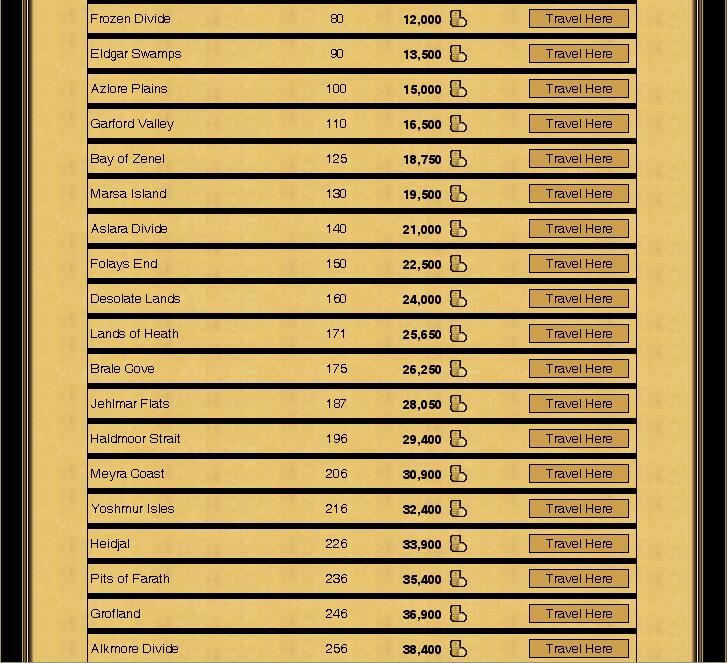 Frozen Divide 80 12,000 Travel Here
Eldgar Swamps 90 13,500 Travel Here
Azlore Plains 100 15,000 Travel Here
Garford Valley 110 16,500 Travel Here
Bay of Zenel 125 18,750 Travel Here
Marsa Island 130 19,500 Travel Here
Aslara Divide 140 21,000 Travel Here
Folays End 150 22,500 Travel Here
Desolate Lands 160 24,000 Travel Here
Lands of Heath 171 25,650 Travel Here
Brale Cove 175 26,250 Travel Here
Jehlmar Flats 187 28,050 Travel Here
Haldmoor Strait 196 29,400 Travel Here
Meyra Coast 206 30,900 Travel Here
Yoshmur Isles 216 32,400 Travel Here
Heidjal 226 33,900 Travel Here
Pits of Farath 236 35,400 Travel Here
Grofland 246 36,900 Travel Here
Alkmore Divide 256 38,400 Travel Here